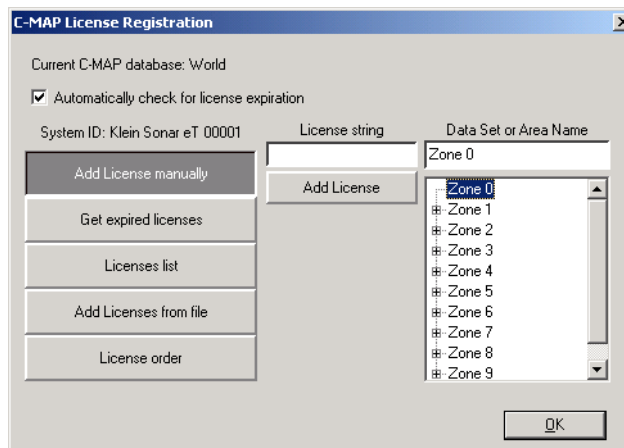 C-MAP License Registration
Current C-MAP database: World
Automatically check for license expiration
System ID: Klein Sonar eT 00001
License string
Data Set or Area Name
Zone 0
Add License manually
Add License
Get expired licenses
Licenses list
Add Licenses from file
License order
Zone 0
Zone 1
Zone 2
Zone 3
Zone 4
Zone 5
Zone 6
Zone 7
Zone 8
Zone 9
OK